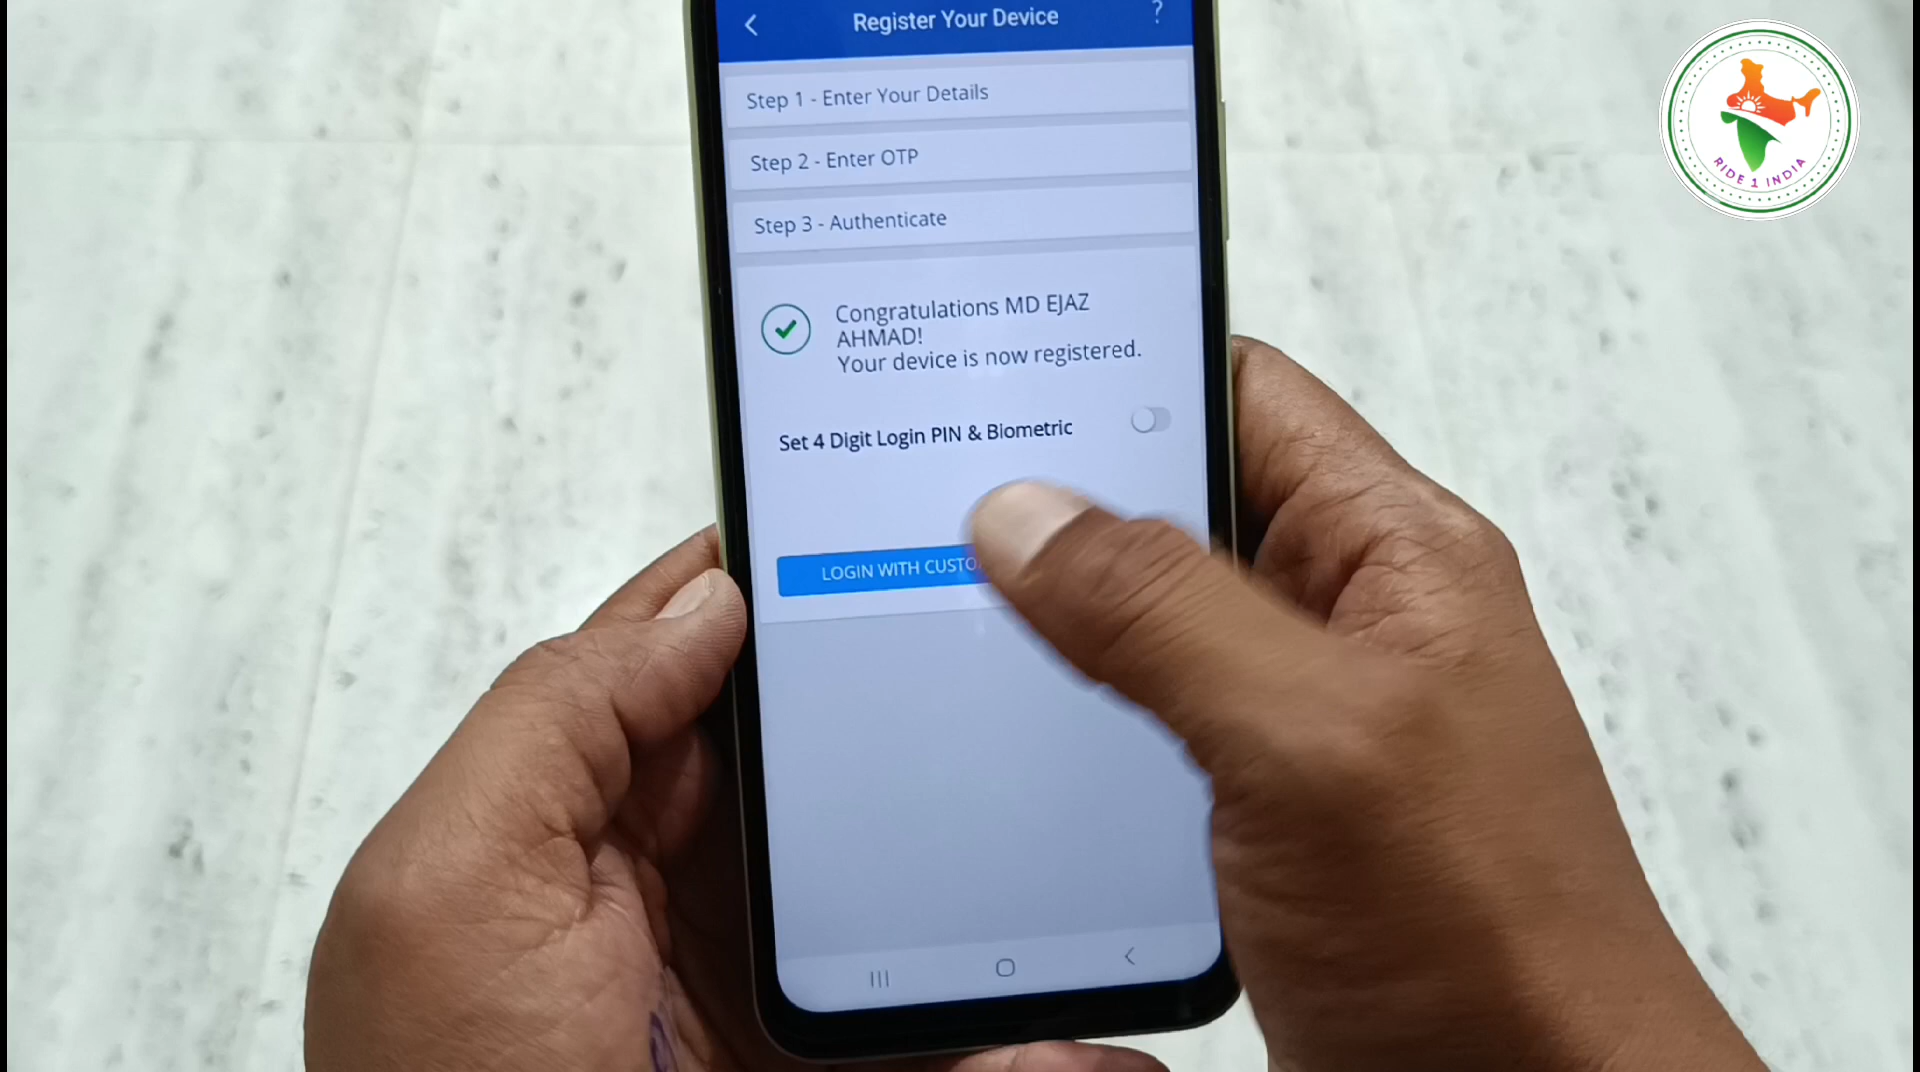 Register Your Device ?
Step 1 - Enter Your Details
Step 2 - Enter OTP
Step 3 - Authenticate
Congratulations MD EJAZ
AHMAD!
Your device is now registered.
Set 4 Digit Login PIN & Biometric
LOGIN WITH
RIDE 1 INDIA